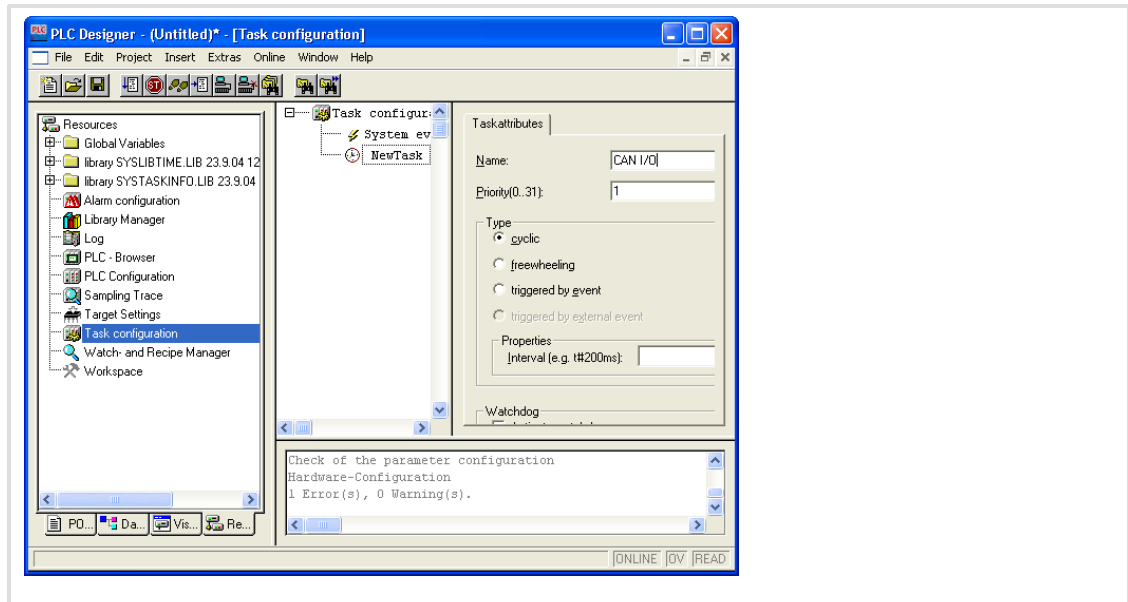 PLC Designer - (Untitled)* - [Task configuration]
File Edit Project Insert Extras Online Window Help
Resources
Global Variables
library SYSLIBTIME.LIB 23.9.04 12
library SYSTASKINFO.LIB 23.9.04
Alarm configuration
Library Manager
Log
PLC - Browser
PLC Configuration
Sampling Trace
Target Settings
Task configuration
Watch- and Recipe Manager
Workspace
PO... Da... Vis... Re...
Task configur
System ev
NewTask
Taskattributes
Name: CAN I/O
Priority(0..31): 1
Type
cyclic
freewheeling
triggered by event
triggered by external event
Properties
Interval (e.g. t#200ms):
Watchdog
Check of the parameter configuration
Hardware-Configuration
1 Error(s), 0 Warning(s).
ONLINE OV READ